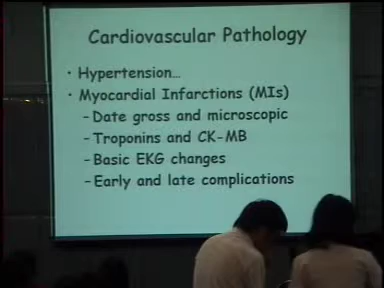 Cardiovascular Pathology
• Hypertension…
• Myocardial Infarctions (MIs)
– Date gross and microscopic
– Troponins and CK-MB
– Basic EKG changes
– Early and late complications